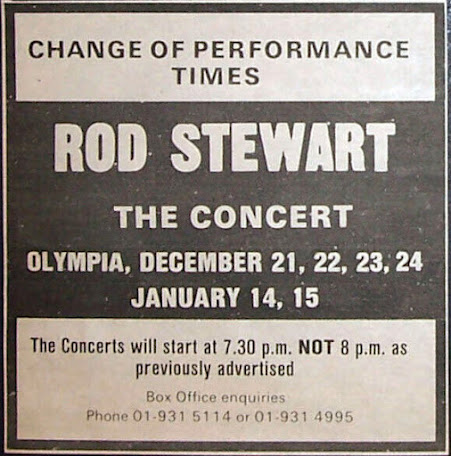 CHANGE OF PERFORMANCE
TIMES
ROD STEWART
THE CONCERT
OLYMPIA, DECEMBER 21, 22, 23, 24
JANUARY 14, 15
The Concerts will start at 7.30 p.m. NOT 8 p.m. as
previously advertised
Box Office enquiries
Phone 01-931 5114 or 01-931 4995